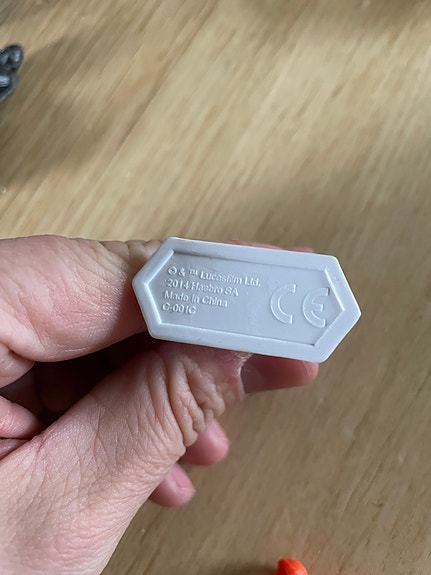 © & ™ Lucasfilm Ltd.
2014 Hasbro SA
Made in China
C-001C
CE